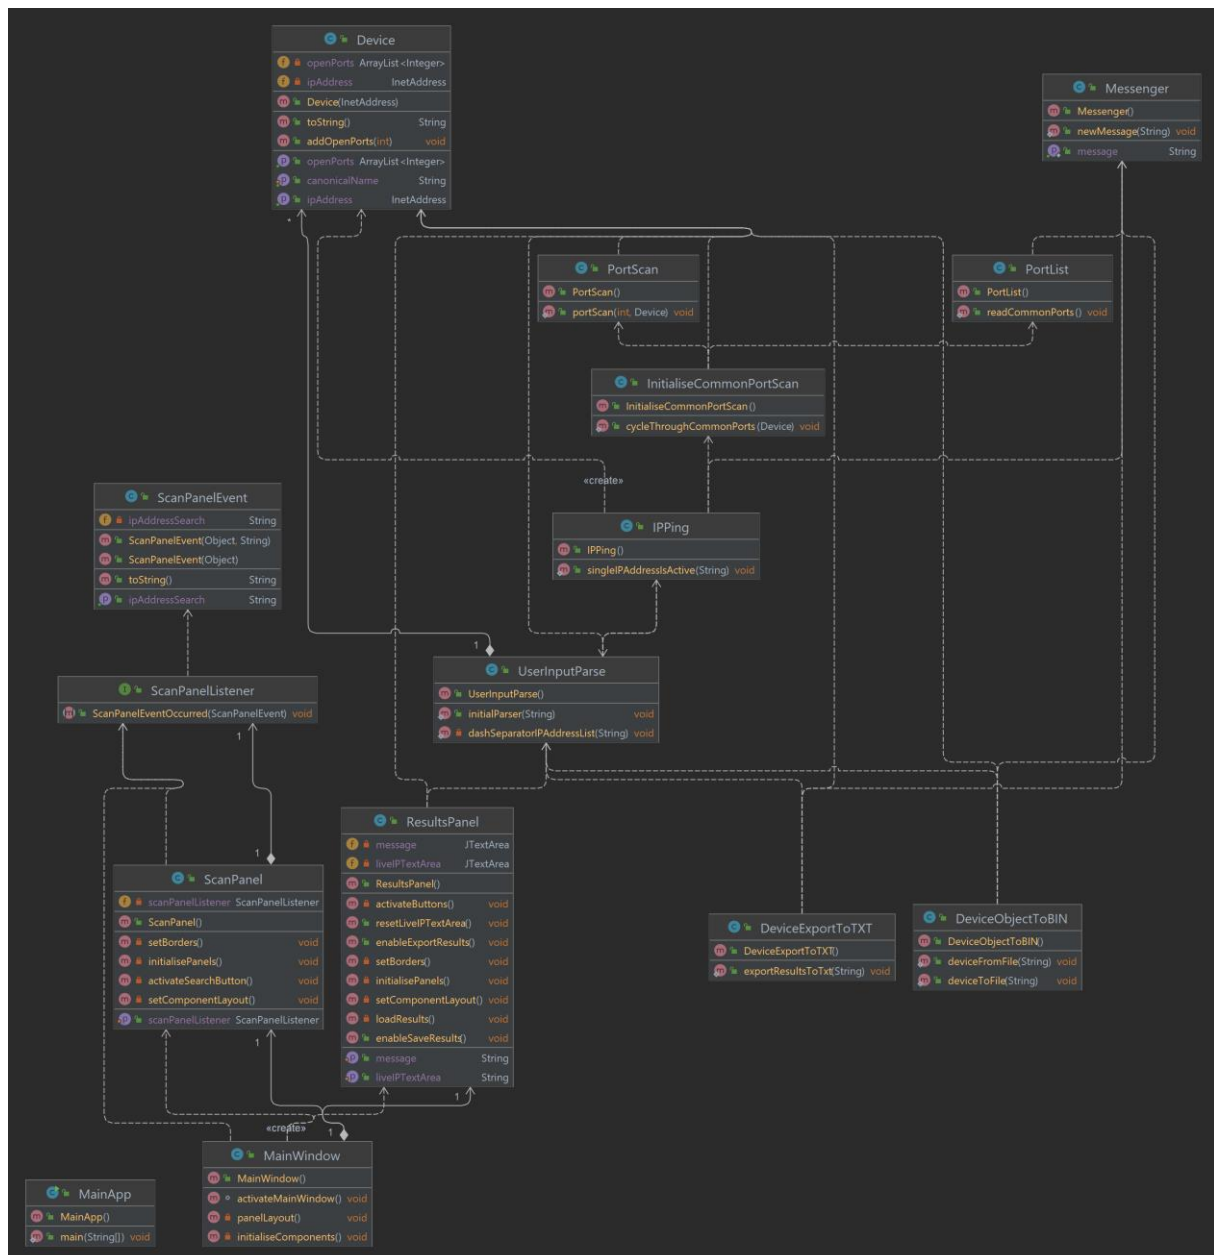 Device
openPorts ArrayList<Integer>
ipAddress InetAddress
Device(InetAddress)
toString() String
addOpenPorts(int) void
openPorts ArrayList<Integer>
canonicalName String
ipAddress InetAddress
*
Messenger
Messenger()
newMessage(String) void
message String
PortScan
PortScan()
portScan(int, Device) void
PortList
PortList()
readCommonPorts() void
InitialiseCommonPortScan
InitialiseCommonPortScan()
cycleThroughCommonPorts(Device) void
«create»
ScanPanelEvent
ipAddressSearch String
ScanPanelEvent(Object, String)
ScanPanelEvent(Object)
toString() String
ipAddressSearch String
IPPing
IPPing()
singleIPAddressIsActive(String) void
1
UserInputParse
UserInputParse()
initialParser(String) void
dashSeparatorIPAddressList(String) void
ScanPanelListener
ScanPanelEventOccurred(ScanPanelEvent) void
1
1
ResultsPanel
message JTextArea
liveIPTextArea JTextArea
ResultsPanel()
activateButtons() void
resetLiveIPTextArea() void
enableExportResults() void
setBorders() void
initialisePanels() void
setComponentLayout() void
loadResults() void
enableSaveResults() void
message String
liveIPTextArea String
ScanPanel
scanPanelListener ScanPanelListener
ScanPanel()
setBorders() void
initialisePanels() void
activateSearchButton() void
setComponentLayout() void
scanPanelListener ScanPanelListener
DeviceExportToTXT
DeviceExportToTXT()
exportResultsToTxt(String) void
DeviceObjectToBIN
DeviceObjectToBIN()
deviceFromFile(String) void
deviceToFile(String) void
1
1
«create»
1
MainWindow
MainWindow()
activateMainWindow() void
panelLayout() void
initialiseComponents() void
MainApp
MainApp()
main(String[]) void